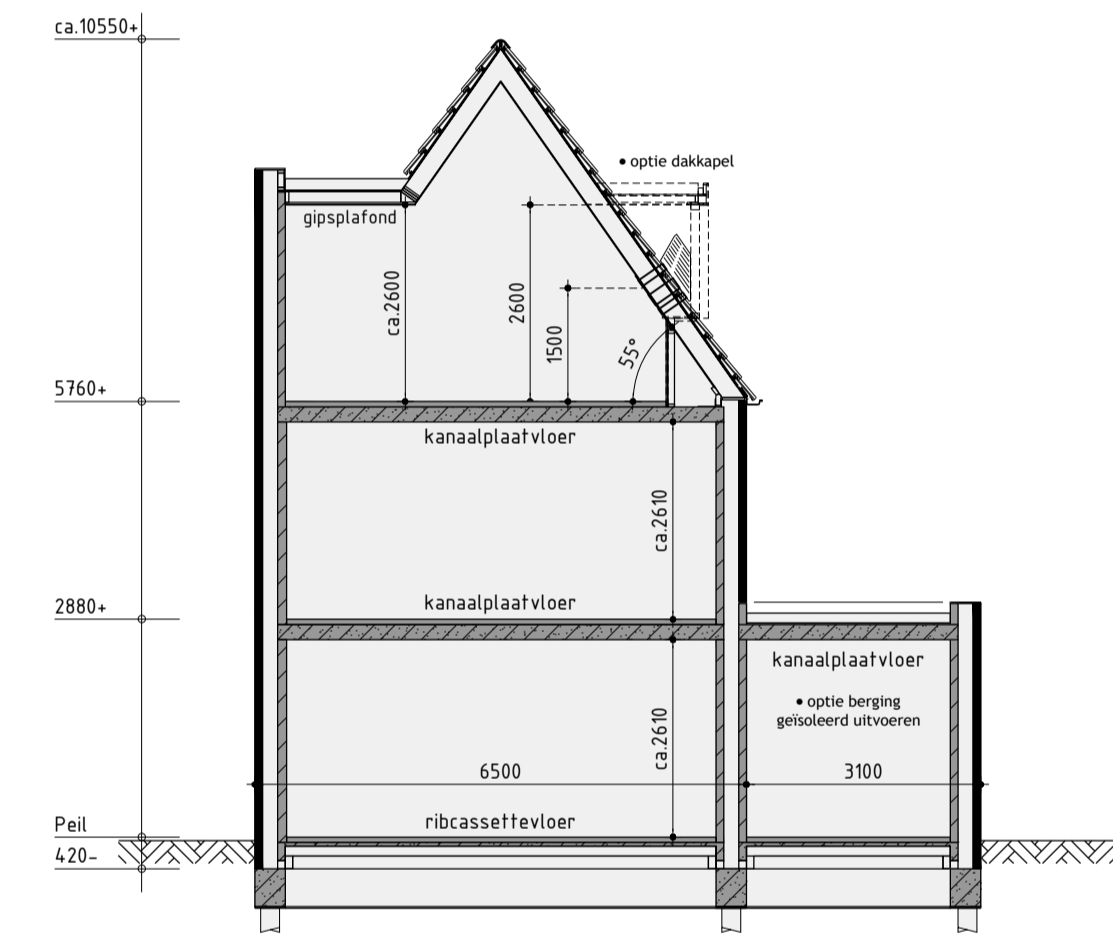 ca.10550+
• optie dakkapel
gipsplafond
ca.2600
2600
1500
55°
5760+
kanaalplaatvloer
ca.2610
kanaalplaatvloer
2880+
kanaalplaatvloer
• optie berging
geïsoleerd uitvoeren
ca.2610
6500
3100
Peil
ribcassettevloer
420-